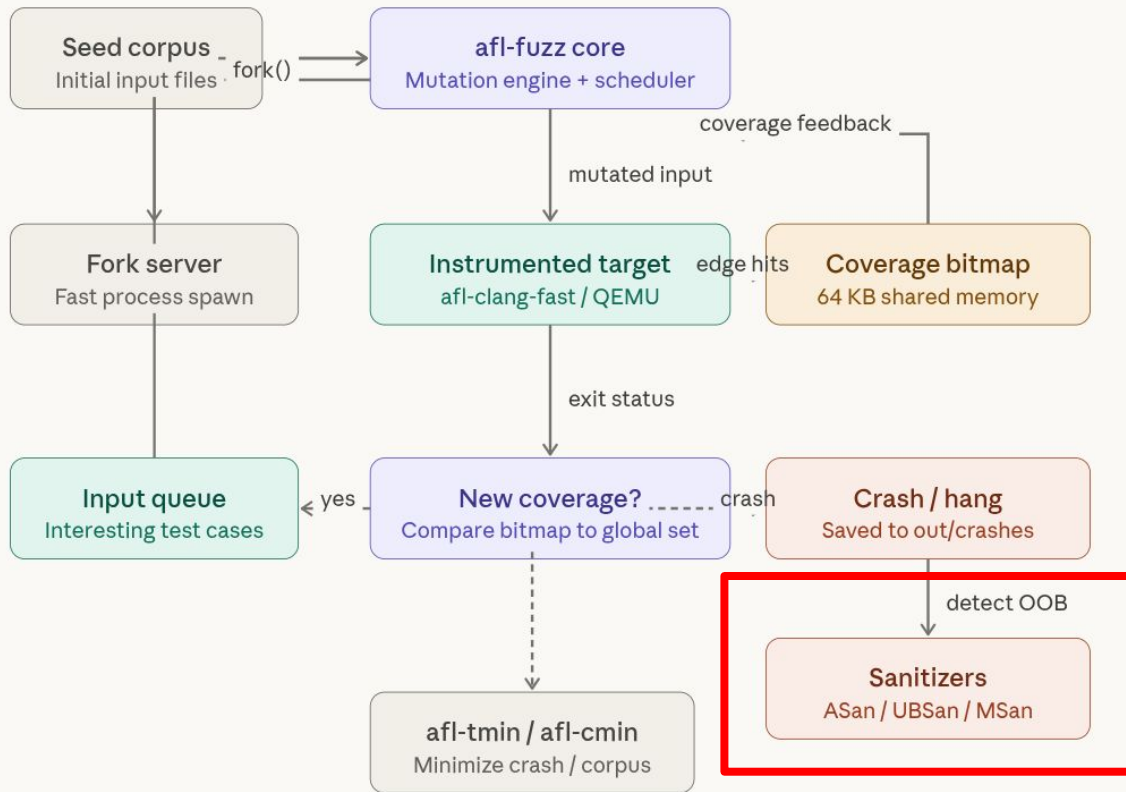 Seed corpus
Initial input files
fork()
afl-fuzz core
Mutation engine + scheduler
coverage feedback
mutated input
Fork server
Fast process spawn
Instrumented target
afl-clang-fast / QEMU
edge hits
Coverage bitmap
64 KB shared memory
exit status
Input queue
Interesting test cases
yes
New coverage?
Compare bitmap to global set
crash
Crash / hang
Saved to out/crashes
detect OOB
Sanitizers
ASan / UBSan / MSan
afl-tmin / afl-cmin
Minimize crash / corpus